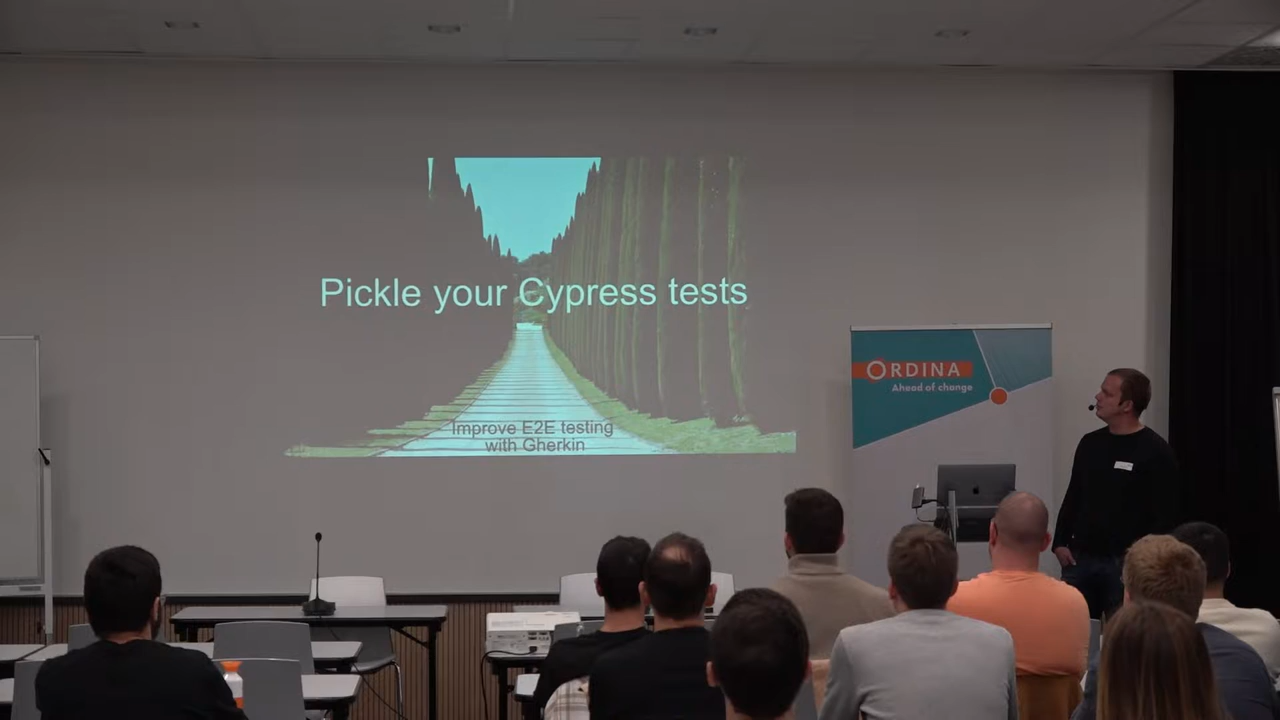 Pickle your Cypress tests
Improve E2E testing
with Gherkin
ORDINA
Ahead of change